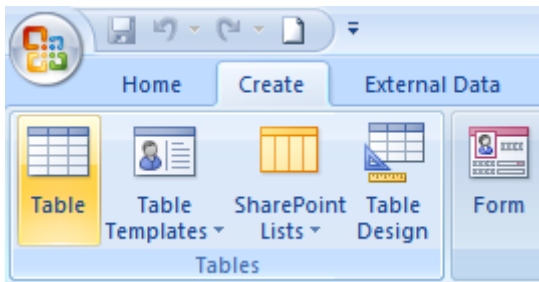 Home Create External Data
Table Table SharePoint Table Form
Templates Lists Design
Tables